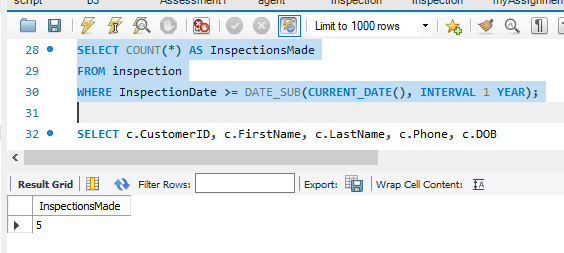 script
b3
Assessment1
agent
inspection
inspection
myAssignm
Limit to 1000 rows
28 SELECT COUNT(*) AS InspectionsMade
29 FROM inspection
30 WHERE InspectionDate >= DATE_SUB(CURRENT_DATE(), INTERVAL 1 YEAR);
31
32 SELECT c.CustomerID, c.FirstName, c.LastName, c.Phone, c.DOB
Result Grid Filter Rows: Export: Wrap Cell Content:
InspectionsMade
5